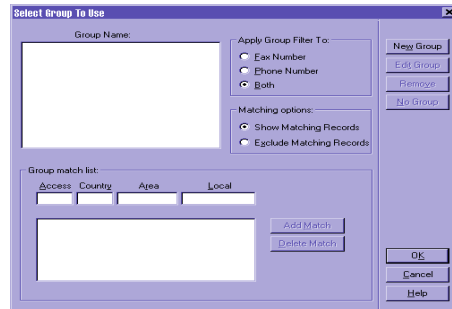 Select Group To Use
Group Name:
Apply Group Filter To:
Fax Number
Phone Number
Both
Matching options:
Show Matching Records
Exclude Matching Records
New Group
Edit Group
Remove
No Group
Group match list:
Access Country Area Local
Add Match
Delete Match
OK
Cancel
Help